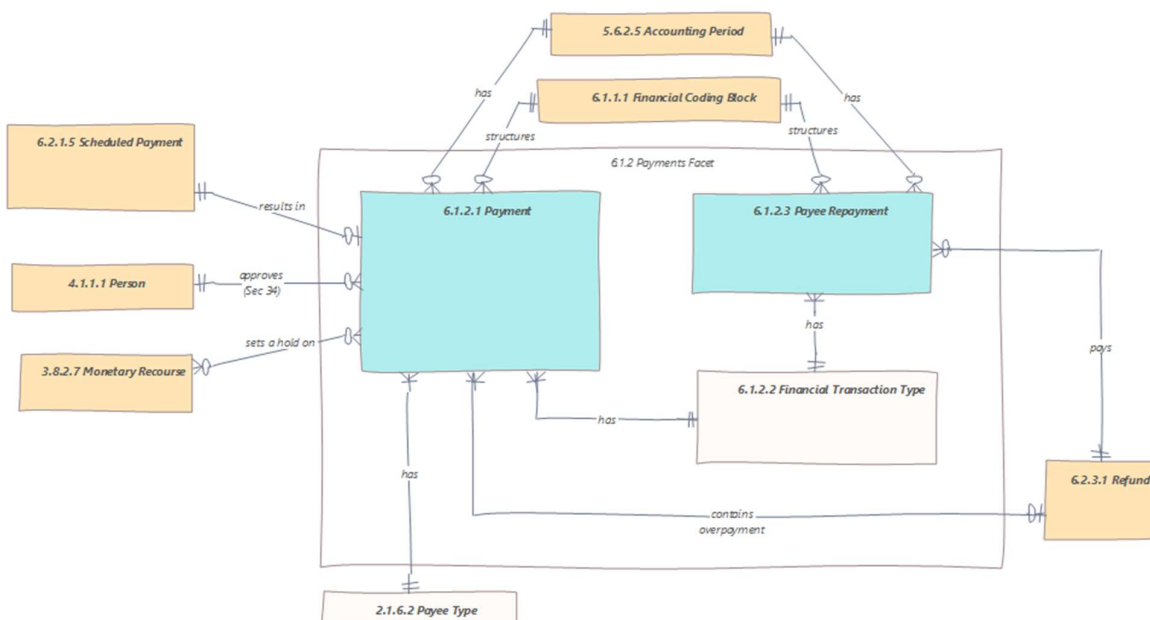 5.6.2.5 Accounting Period
has
has
6.1.1.1 Financial Coding Block
structures
structures
6.2.1.5 Scheduled Payment
6.1.2 Payments Facet
results in
6.1.2.1 Payment
6.1.2.3 Payee Repayment
4.1.1.1 Person
approves
(Sec 34)
has
sets a hold on
pays
3.8.2.7 Monetary Recourse
6.1.2.2 Financial Transaction Type
has
has
6.2.3.1 Refund
contains
overpayment
2.1.6.2 Payee Type